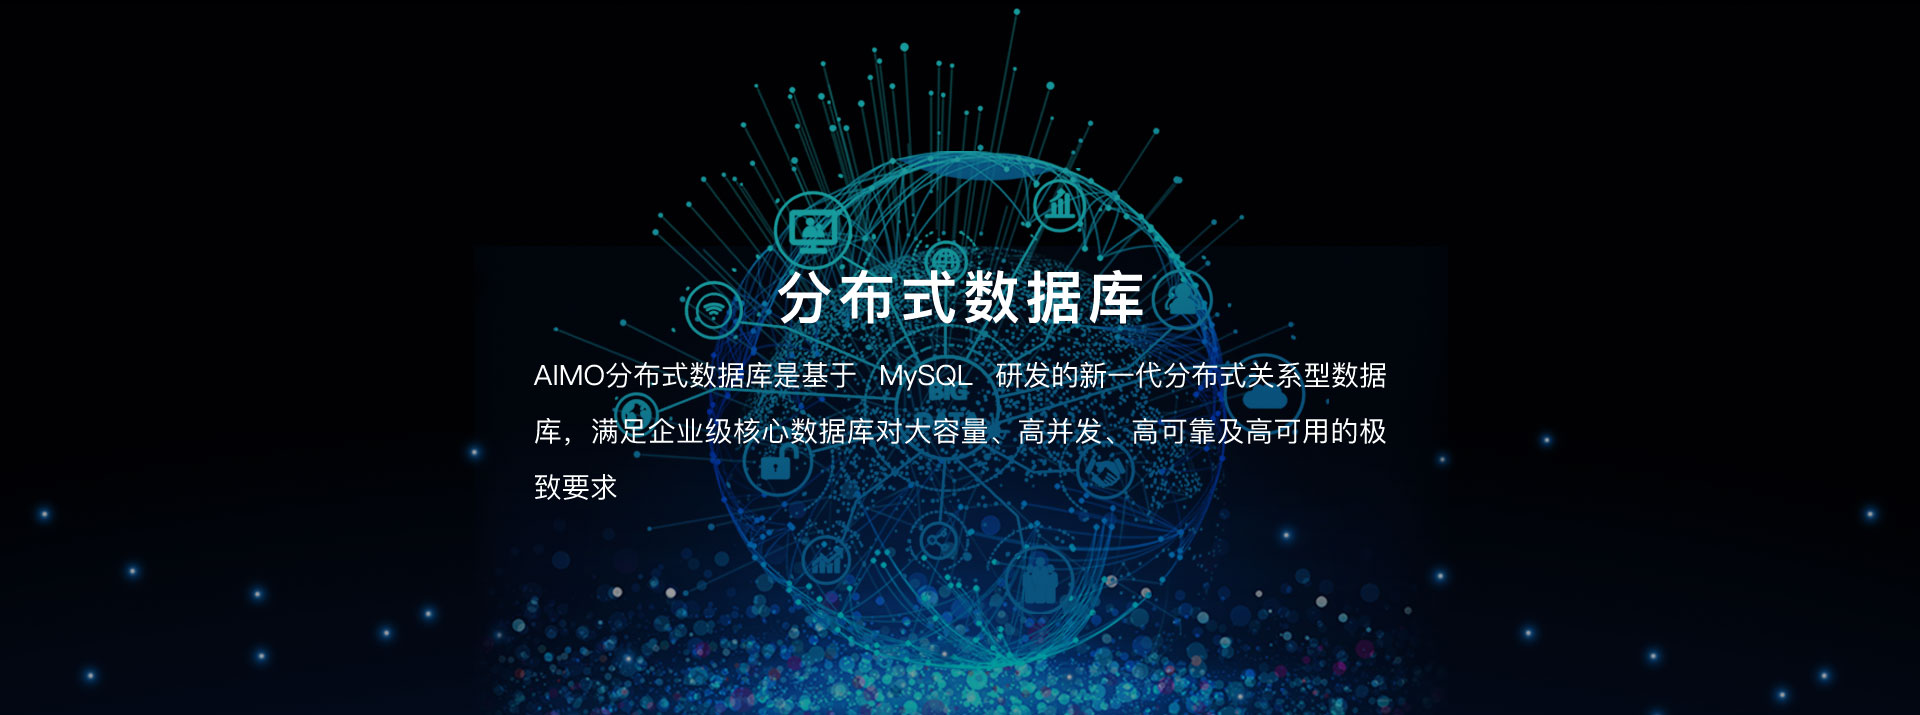 分布式数据库
AIMO分布式数据库是基于 MySQL 研发的新一代分布式关系型数据
库，满足企业级核心数据库对大容量、高并发、高可靠及高可用的极
致要求
BIG
DATA